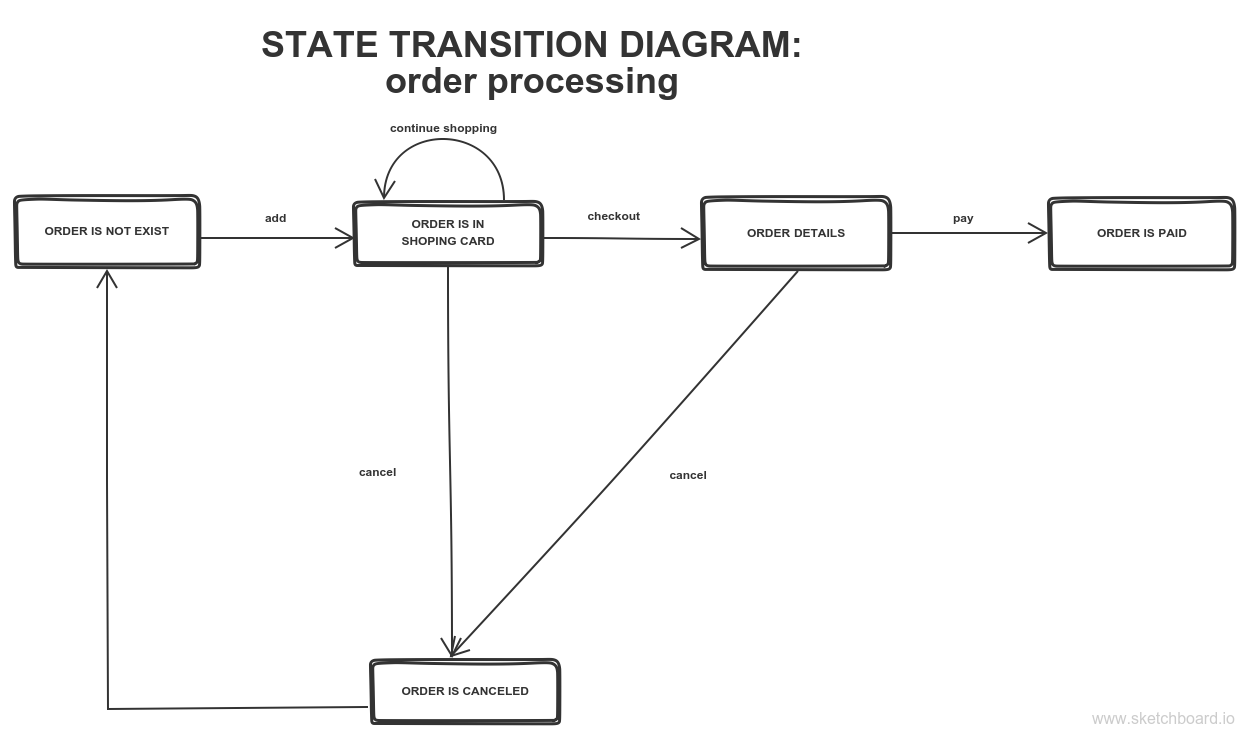 STATE TRANSITION DIAGRAM:
order processing
continue shopping
ORDER IS NOT EXIST
add
ORDER IS IN
SHOPING CARD
checkout
ORDER DETAILS
pay
ORDER IS PAID
cancel
cancel
ORDER IS CANCELED
www.sketchboard.io